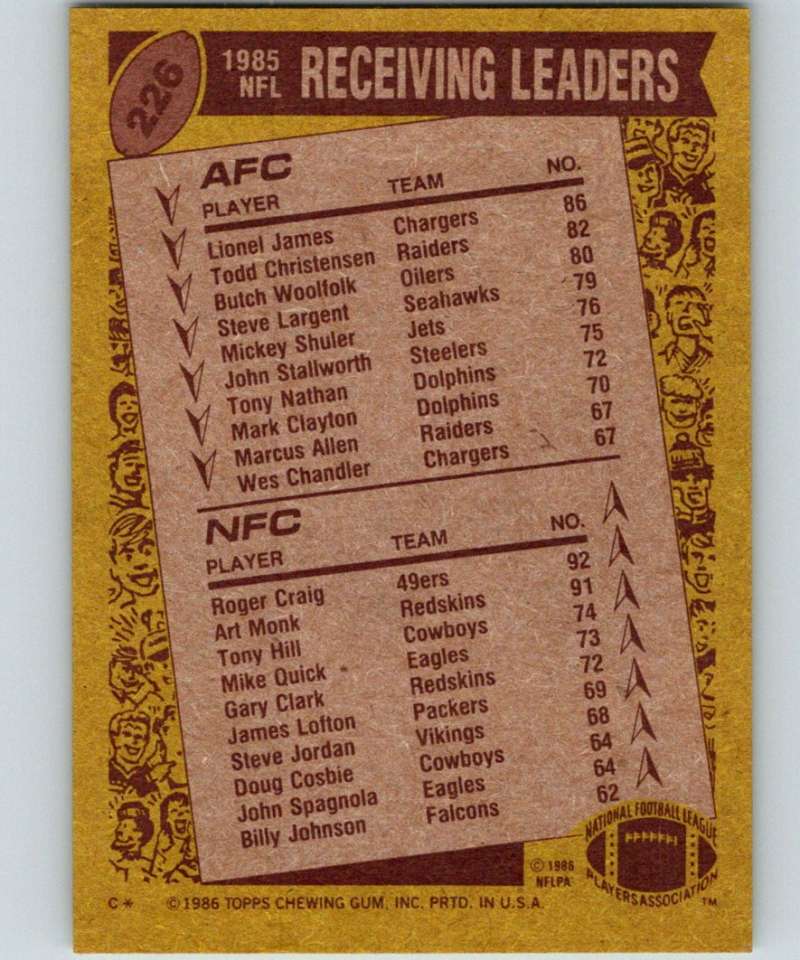 226
1985 NFL RECEIVING LEADERS
AFC
PLAYER TEAM NO.
Lionel James Chargers 86
Todd Christensen Raiders 82
Butch Woolfolk Oilers 80
Steve Largent Seahawks 79
Mickey Shuler Jets 76
John Stallworth Steelers 75
Tony Nathan Dolphins 72
Mark Clayton Dolphins 70
Marcus Allen Raiders 67
Wes Chandler Chargers 67
NFC
PLAYER TEAM NO.
Roger Craig 49ers 92
Art Monk Redskins 91
Tony Hill Cowboys 74
Mike Quick Eagles 73
Gary Clark Redskins 72
James Lofton Packers 69
Steve Jordan Vikings 68
Doug Cosbie Cowboys 64
John Spagnola Eagles 64
Billy Johnson Falcons 62
NATIONAL FOOTBALL LEAGUE
PLAYERS ASSOCIATION
TM
© 1986
NFLPA
C* © 1986 TOPPS CHEWING GUM, INC. PRTD. IN U.S.A.